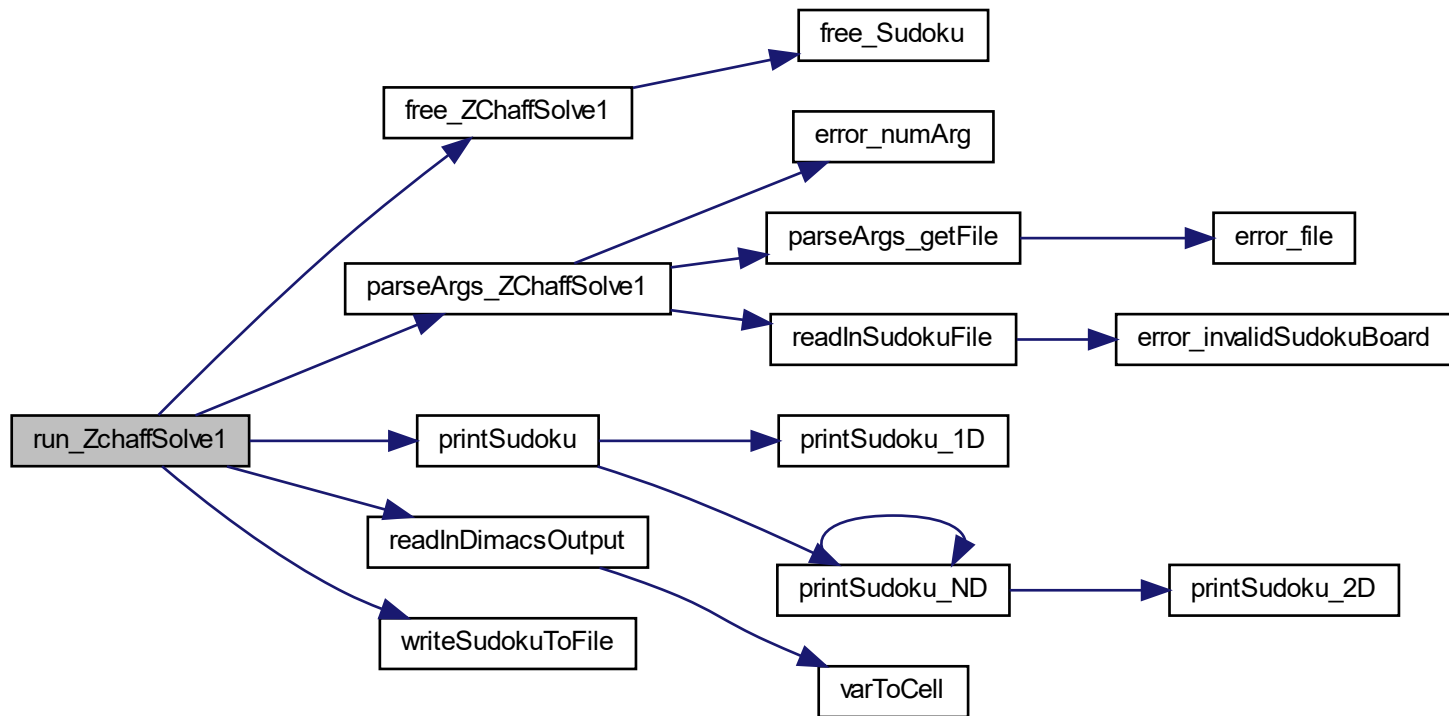 free_Sudoku
free_ZChaffSolve1
error_numArg
parseArgs_getFile
error_file
parseArgs_ZChaffSolve1
readInSudokuFile
error_invalidSudokuBoard
run_ZchaffSolve1
printSudoku
printSudoku_1D
readInDimacsOutput
printSudoku_ND
printSudoku_2D
writeSudokuToFile
varToCell